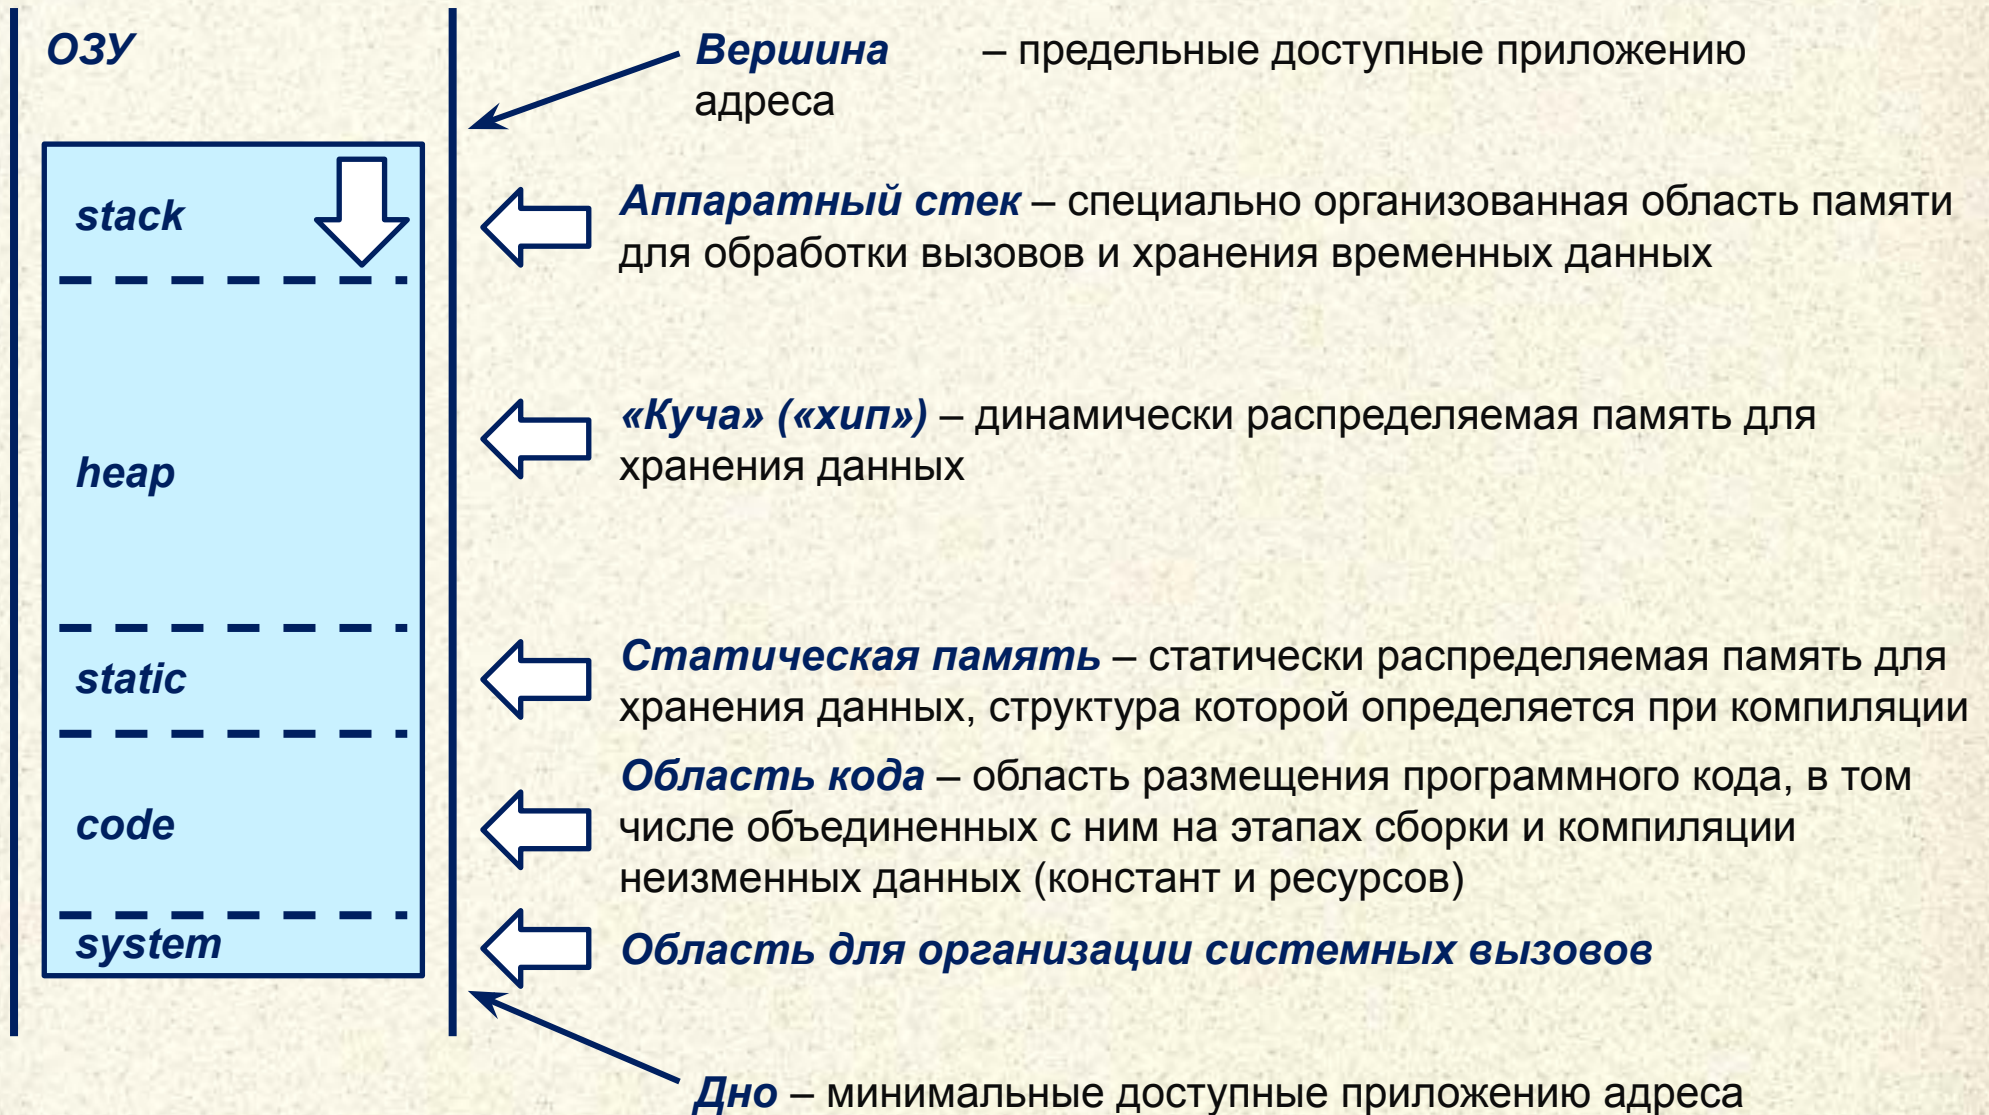 ОЗУ
Вершина – предельные доступные приложению
адреса
stack
Аппаратный стек – специально организованная область памяти
для обработки вызовов и хранения временных данных
heap
«Куча» («хип») – динамически распределяемая память для
хранения данных
static
Статическая память – статически распределяемая память для
хранения данных, структура которой определяется при компиляции
code
Область кода – область размещения программного кода, в том
числе объединенных с ним на этапах сборки и компиляции
неизменных данных (констант и ресурсов)
system
Область для организации системных вызовов
Дно – минимальные доступные приложению адреса